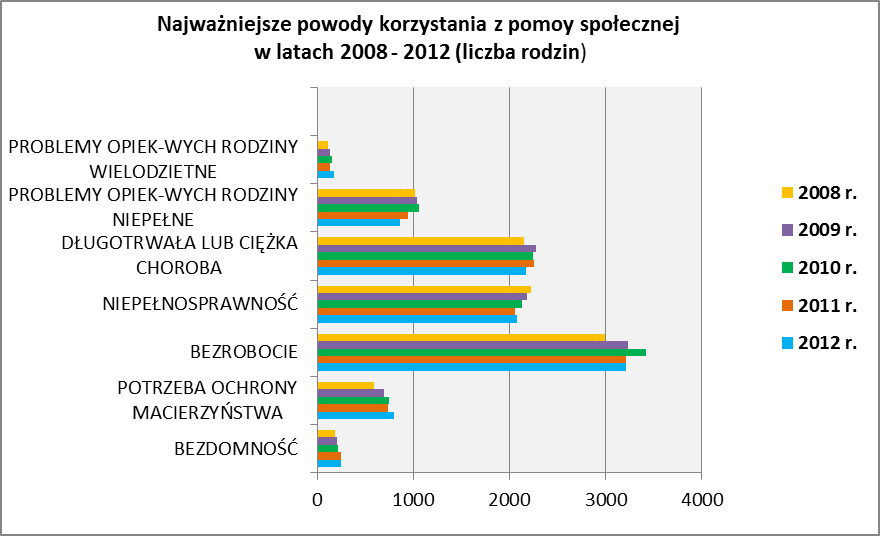 Najważniejsze powody korzystania z pomoy społecznej
w latach 2008 - 2012 (liczba rodzin)
PROBLEMY OPIEK-WYCH RODZINY
WIELODZIETNE
PROBLEMY OPIEK-WYCH RODZINY
NIEPEŁNE
DŁUGOTRWAŁA LUB CIĘŻKA
CHOROBA
NIEPEŁNOSPRAWNOŚĆ
BEZROBOCIE
POTRZEBA OCHRONY
MACIERZYŃSTWA
BEZDOMNOŚĆ
0 1000 2000 3000 4000
2008 r.
2009 r.
2010 r.
2011 r.
2012 r.